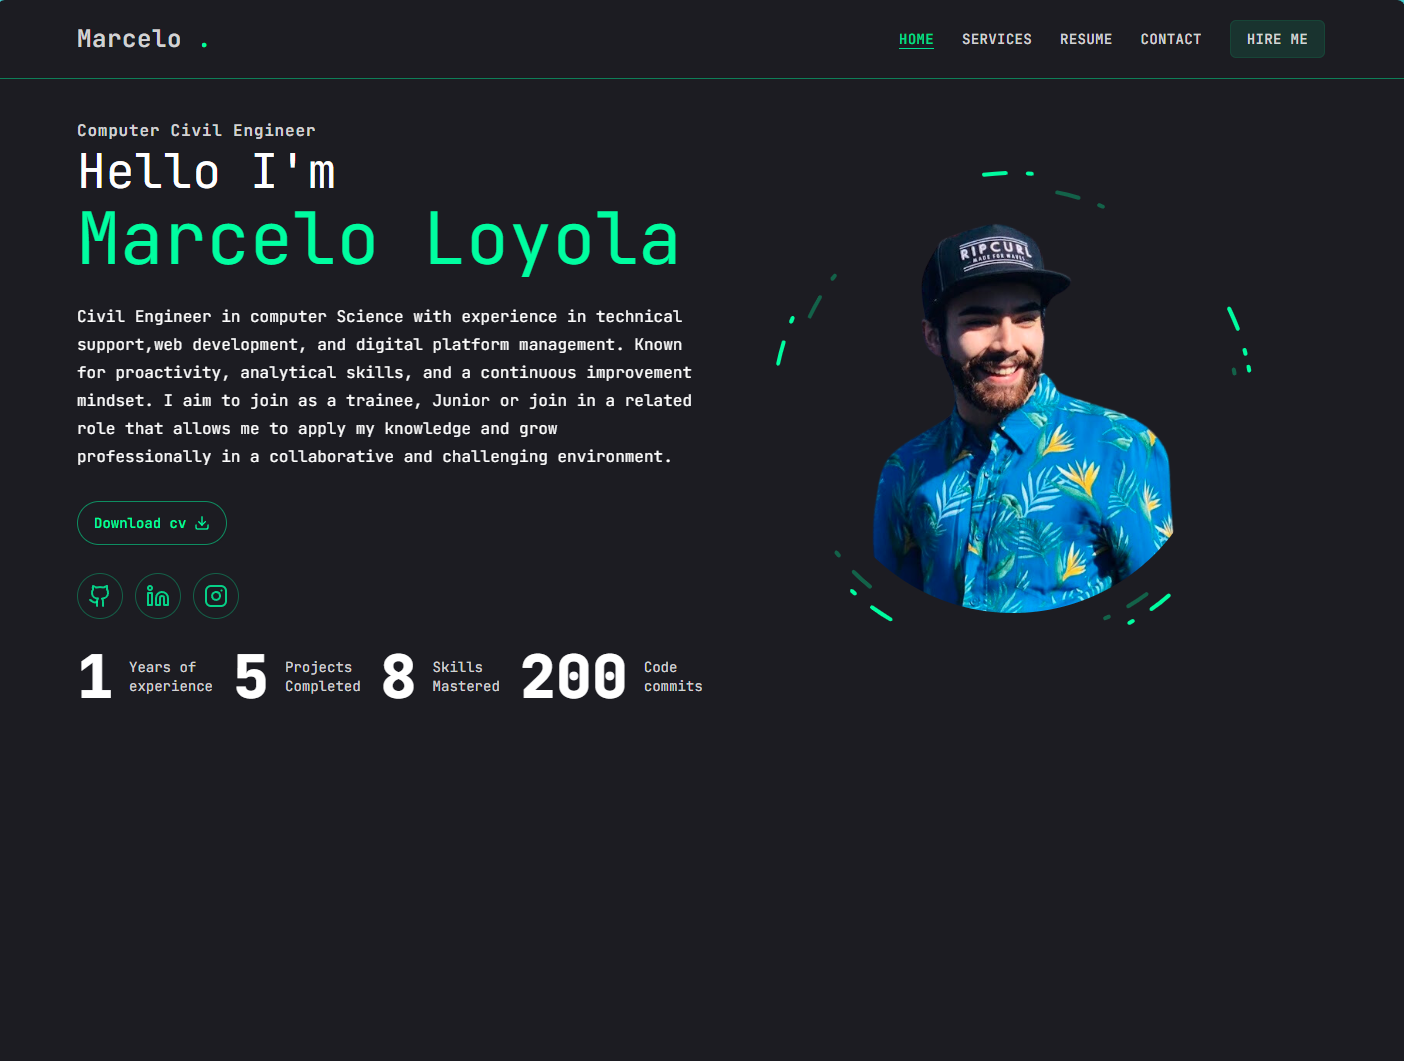 Marcelo .
HOME SERVICES RESUME CONTACT HIRE ME
Computer Civil Engineer
Hello I'm
Marcelo Loyola
Civil Engineer in computer Science with experience in technical
support,web development, and digital platform management. Known
for proactivity, analytical skills, and a continuous improvement
mindset. I aim to join as a trainee, Junior or join in a related
role that allows me to apply my knowledge and grow
professionally in a collaborative and challenging environment.
RIPCURL
MADE FOR WAVES
Download cv
1 Years of
experience
5 Projects
Completed
8 Skills
Mastered
200 Code
commits